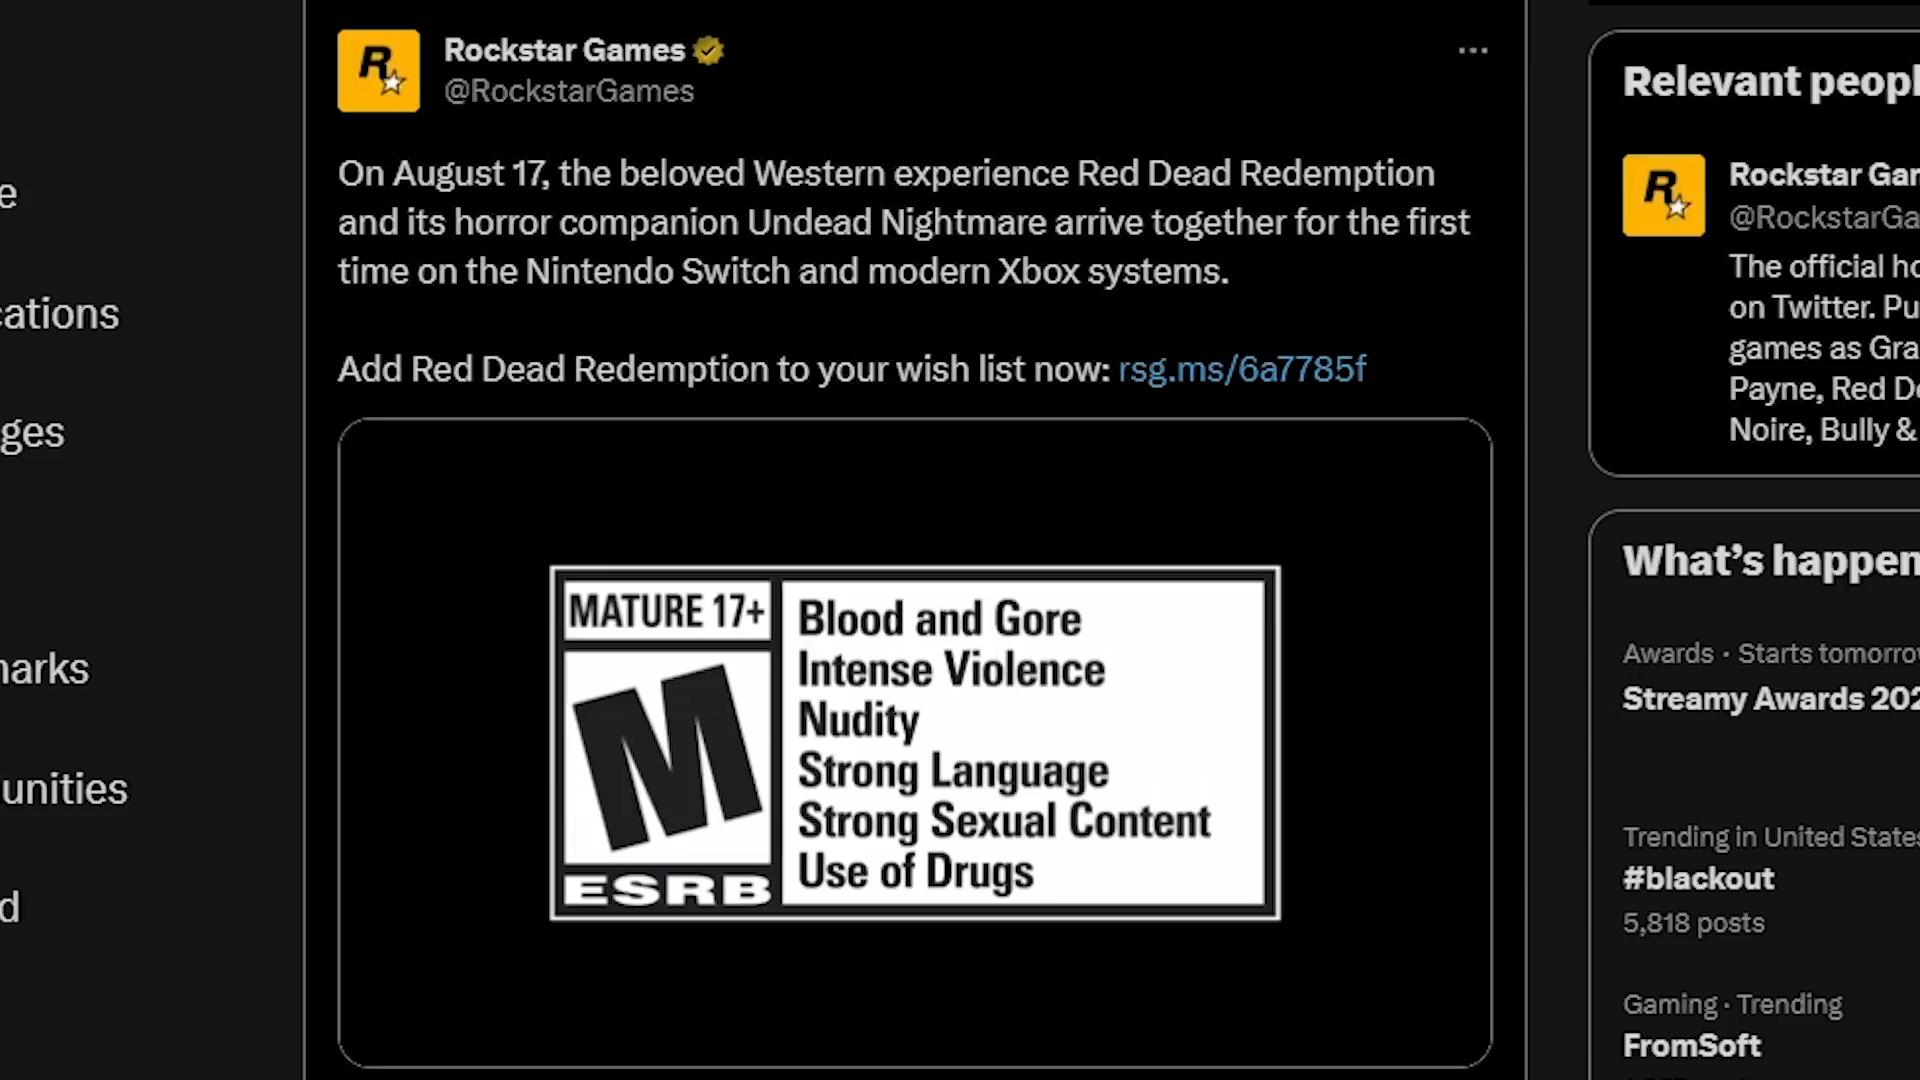 Rockstar Games
@RockstarGames
On August 17, the beloved Western experience Red Dead Redemption
and its horror companion Undead Nightmare arrive together for the first
time on the Nintendo Switch and modern Xbox systems.
Add Red Dead Redemption to your wish list now: rsg.ms/6a7785f
MATURE 17+
M
ESRB
Blood and Gore
Intense Violence
Nudity
Strong Language
Strong Sexual Content
Use of Drugs
e
cations
ges
marks
unities
d
Relevant peopl
Rockstar Gam
@RockstarGa
The official ho
on Twitter. Pu
games as Gra
Payne, Red De
Noire, Bully &
What's happen
Awards · Starts tomorrow
Streamy Awards 202
Trending in United States
#blackout
5,818 posts
Gaming · Trending
FromSoft